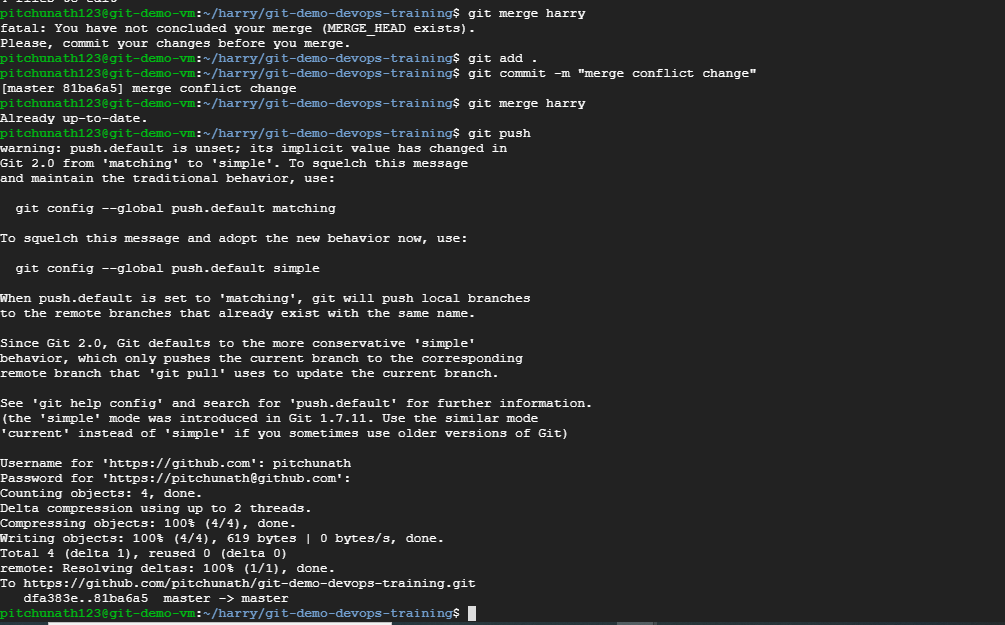 pitchunath123@git-demo-vm:~/harry/git-demo-devops-training$ git merge harry
fatal: You have not concluded your merge (MERGE_HEAD exists).
Please, commit your changes before you merge.
pitchunath123@git-demo-vm:~/harry/git-demo-devops-training$ git add .
pitchunath123@git-demo-vm:~/harry/git-demo-devops-training$ git commit -m "merge conflict change"
[master 81ba6a5] merge conflict change
pitchunath123@git-demo-vm:~/harry/git-demo-devops-training$ git merge harry
Already up-to-date.
pitchunath123@git-demo-vm:~/harry/git-demo-devops-training$ git push
warning: push.default is unset; its implicit value has changed in
Git 2.0 from 'matching' to 'simple'. To squelch this message
and maintain the traditional behavior, use:
git config --global push.default matching
To squelch this message and adopt the new behavior now, use:
git config --global push.default simple
When push.default is set to 'matching', git will push local branches
to the remote branches that already exist with the same name.
Since Git 2.0, Git defaults to the more conservative 'simple'
behavior, which only pushes the current branch to the corresponding
remote branch that 'git pull' uses to update the current branch.
See 'git help config' and search for 'push.default' for further information.
(the 'simple' mode was introduced in Git 1.7.11. Use the similar mode
'current' instead of 'simple' if you sometimes use older versions of Git)
Username for 'https://github.com': pitchunath
Password for 'https://pitchunath@github.com':
Counting objects: 4, done.
Delta compression using up to 2 threads.
Compressing objects: 100% (4/4), done.
Writing objects: 100% (4/4), 619 bytes | 0 bytes/s, done.
Total 4 (delta 1), reused 0 (delta 0)
remote: Resolving deltas: 100% (1/1), done.
To https://github.com/pitchunath/git-demo-devops-training.git
dfa383e..81ba6a5  master -> master
pitchunath123@git-demo-vm:~/harry/git-demo-devops-training$